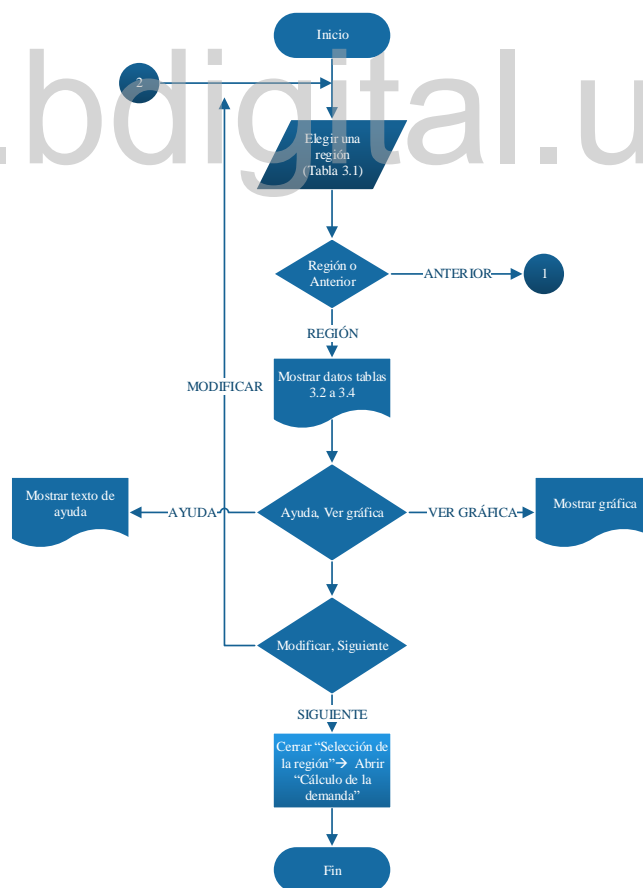 Inicio
2
.bdigital.u
Elegir una
región
(Tabla 3.1)
Región o
Anterior
ANTERIOR
1
REGIÓN
Mostrar datos tablas
3.2 a 3.4
MODIFICAR
Mostrar texto de
ayuda
AYUDA
Ayuda, Ver gráfica
VER GRÁFICA
Mostrar gráfica
Modificar, Siguiente
SIGUIENTE
Cerrar “Selección de
la región”→ Abrir
“Cálculo de la
demanda”
Fin